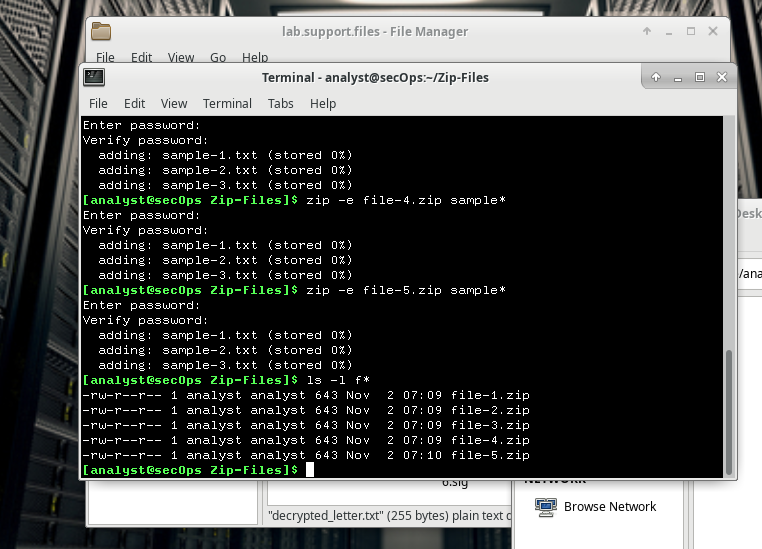 lab.support.files - File Manager
File Edit View Go Help
Terminal - analyst@secOps:~/Zip-Files
File Edit View Terminal Tabs Help
Enter password:
Verify password:
  adding: sample-1.txt (stored 0%)
  adding: sample-2.txt (stored 0%)
  adding: sample-3.txt (stored 0%)
[analyst@secOps Zip-Files]$ zip -e file-4.zip sample*
Enter password:
Verify password:
  adding: sample-1.txt (stored 0%)
  adding: sample-2.txt (stored 0%)
  adding: sample-3.txt (stored 0%)
[analyst@secOps Zip-Files]$ zip -e file-5.zip sample*
Enter password:
Verify password:
  adding: sample-1.txt (stored 0%)
  adding: sample-2.txt (stored 0%)
  adding: sample-3.txt (stored 0%)
[analyst@secOps Zip-Files]$ ls -l f*
-rw-r--r-- 1 analyst analyst 643 Nov  2 07:09 file-1.zip
-rw-r--r-- 1 analyst analyst 643 Nov  2 07:09 file-2.zip
-rw-r--r-- 1 analyst analyst 643 Nov  2 07:09 file-3.zip
-rw-r--r-- 1 analyst analyst 643 Nov  2 07:09 file-4.zip
-rw-r--r-- 1 analyst analyst 643 Nov  2 07:10 file-5.zip
[analyst@secOps Zip-Files]$
Desk
/ana
NETWORK
Browse Network
"decrypted_letter.txt" (255 bytes) plain text d